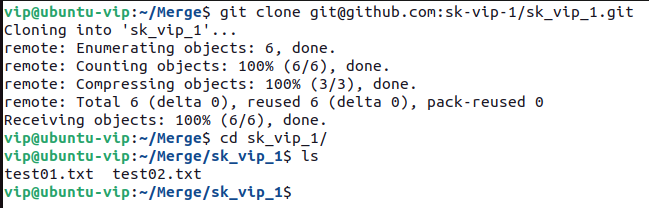 vip@ubuntu-vip:~/Merge$ git clone git@github.com:sk-vip-1/sk_vip_1.git
Cloning into 'sk_vip_1'...
remote: Enumerating objects: 6, done.
remote: Counting objects: 100% (6/6), done.
remote: Compressing objects: 100% (3/3), done.
remote: Total 6 (delta 0), reused 6 (delta 0), pack-reused 0
Receiving objects: 100% (6/6), done.
vip@ubuntu-vip:~/Merge$ cd sk_vip_1/
vip@ubuntu-vip:~/Merge/sk_vip_1$ ls
test01.txt  test02.txt
vip@ubuntu-vip:~/Merge/sk_vip_1$